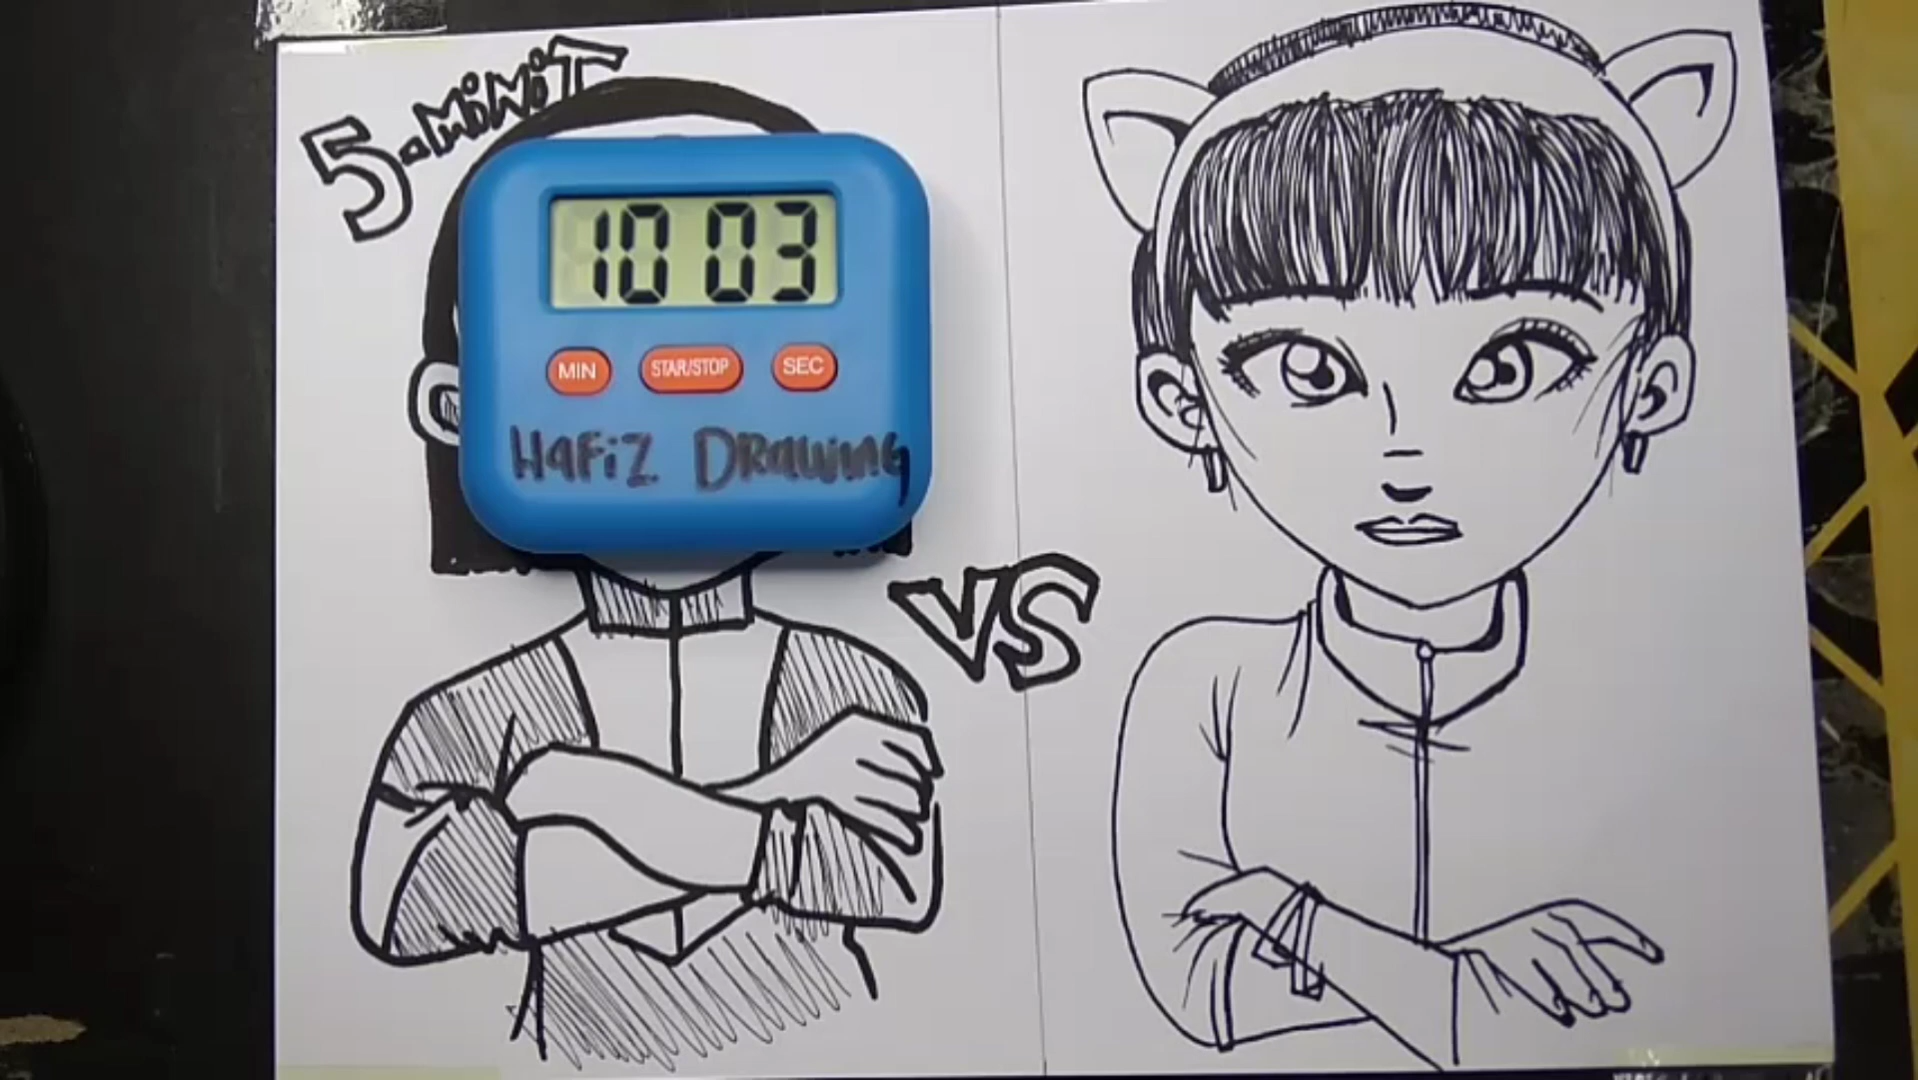 5-MiNiT
10 03
MIN STAR/STOP SEC
HAFiZ DRAWING
VS